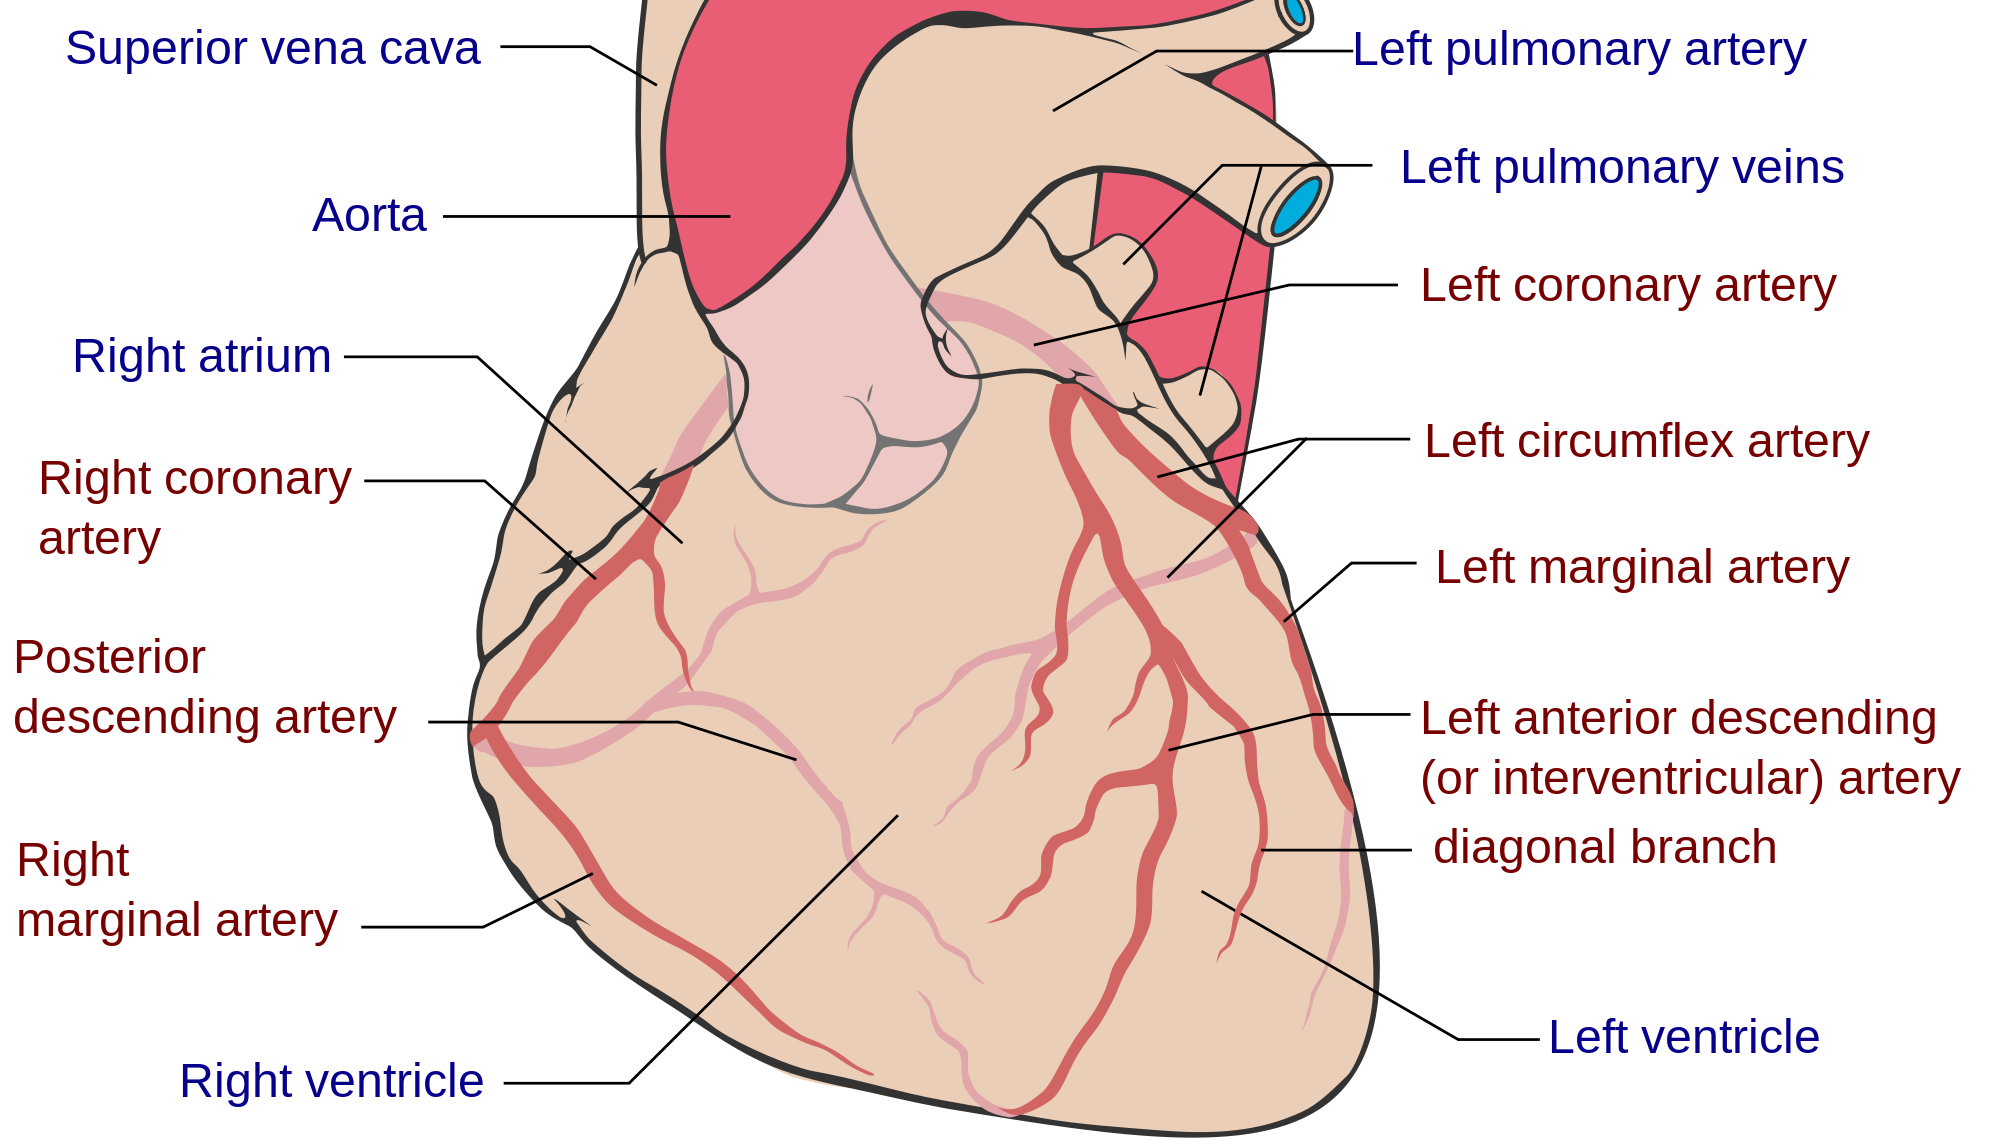 Superior vena cava
Aorta
Right atrium
Right coronary
artery
Posterior
descending artery
Right
marginal artery
Right ventricle
Left pulmonary artery
Left pulmonary veins
Left coronary artery
Left circumflex artery
Left marginal artery
Left anterior descending
(or interventricular) artery
diagonal branch
Left ventricle